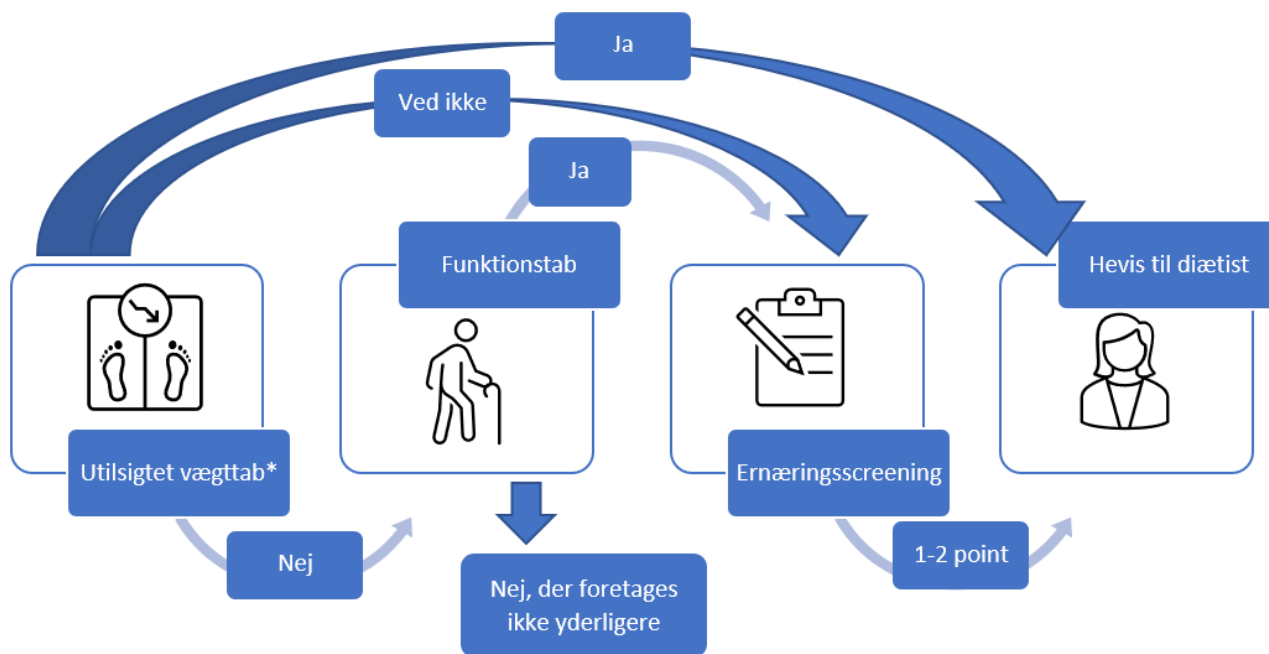 Ja
Ved ikke
Ja
Funktionstab
Hevis til diætist
Utilsigtet vægttab*
Ernæringsscreening
Nej
1-2 point
Nej, der foretages
ikke yderligere